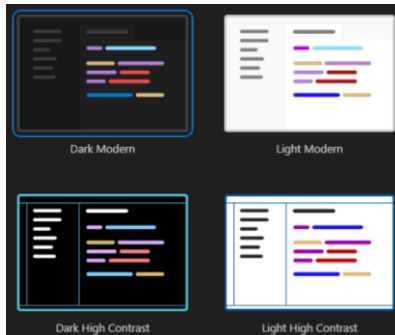 Dark Modern
Light Modern
Dark High Contrast
Light High Contrast